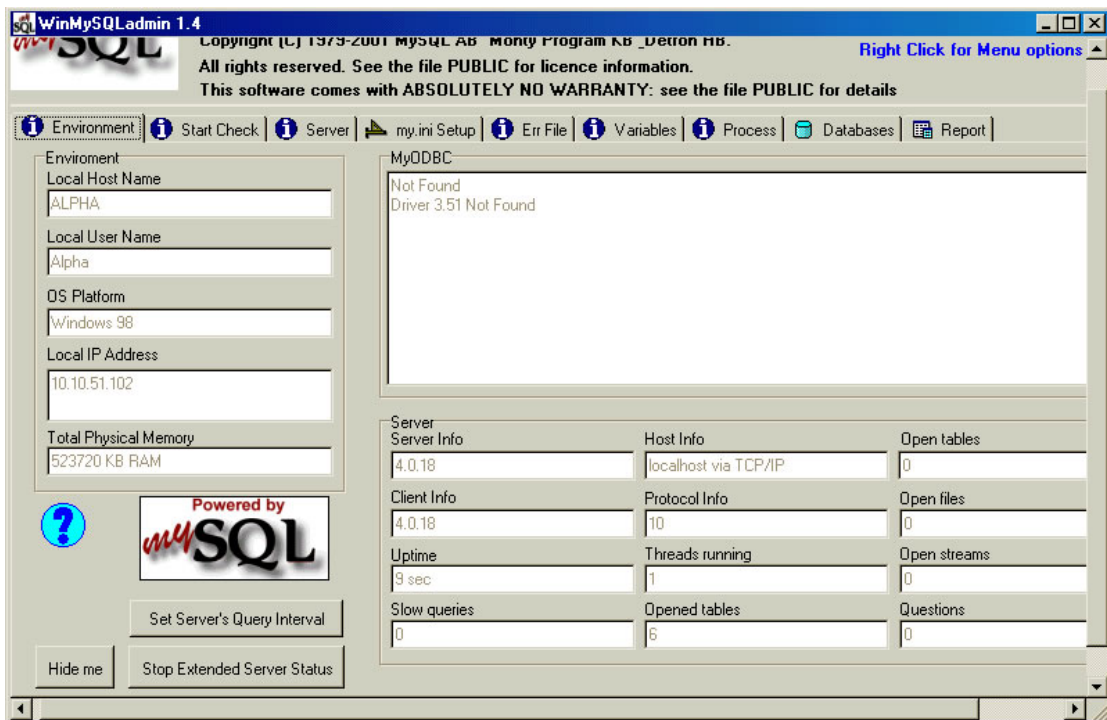 WinMySQLadmin 1.4
mySQL
Copyright (C) 1979-2001 MySQL AB Monty Program KB _Detron HB.
All rights reserved. See the file PUBLIC for licence information.
This software comes with ABSOLUTELY NO WARRANTY: see the file PUBLIC for details
Right Click for Menu options
Environment
Start Check
Server
my.ini Setup
Err File
Variables
Process
Databases
Report
Enviroment
Local Host Name
ALPHA
Local User Name
Alpha
OS Platform
Windows 98
Local IP Address
10.10.51.102
Total Physical Memory
523720 KB RAM
MyODBC
Not Found
Driver 3.51 Not Found
Server
Server Info
4.0.18
Host Info
localhost via TCP/IP
Open tables
0
Client Info
4.0.18
Protocol Info
10
Open files
0
Uptime
9 sec
Threads running
1
Open streams
0
Slow queries
0
Opened tables
6
Questions
0
Powered by
mySQL
Set Server's Query Interval
Hide me
Stop Extended Server Status